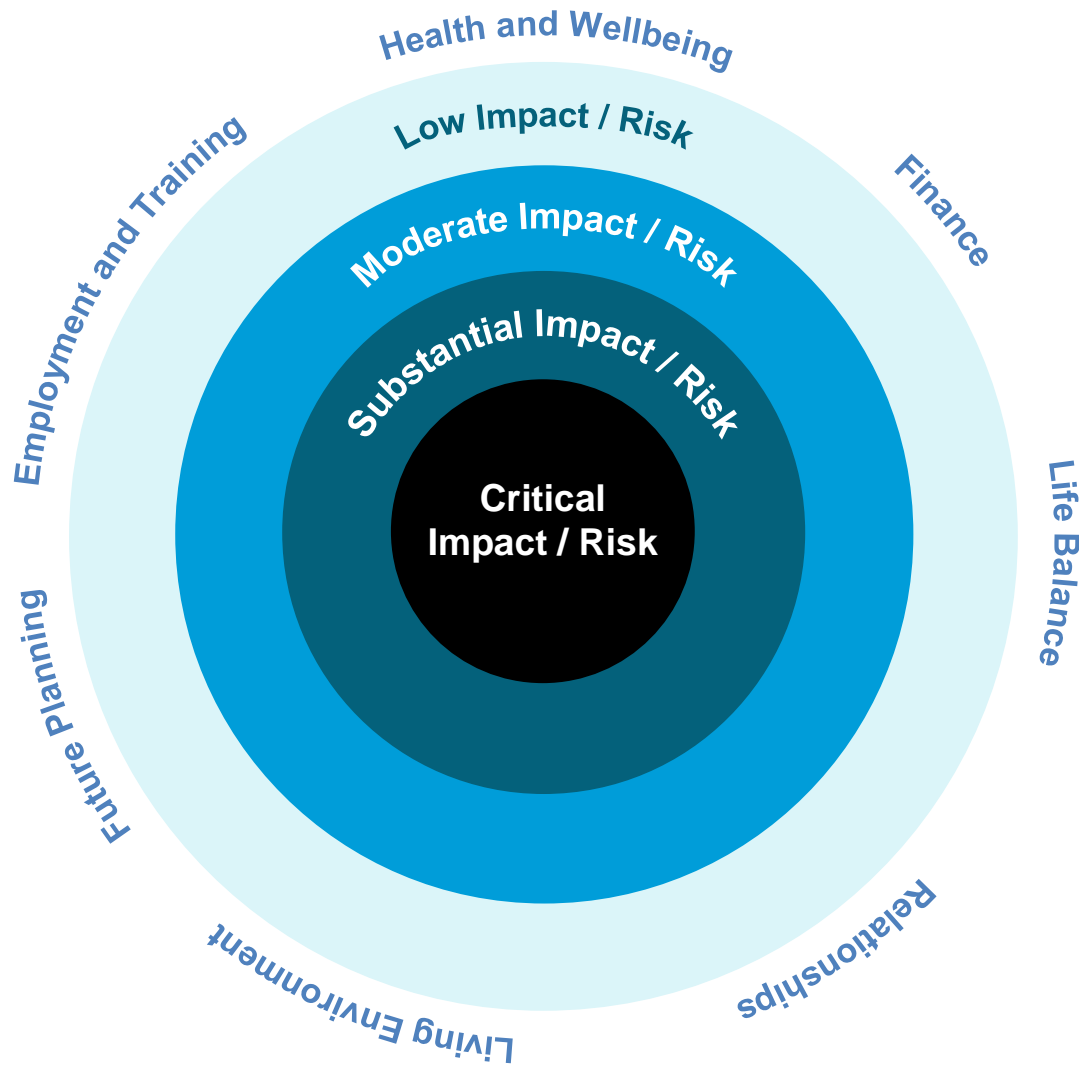 Health and Wellbeing
Low Impact / Risk
Moderate Impact / Risk
Substantial Impact / Risk
Critical
Impact / Risk
Finance
Life Balance
Relationships
Living Environment
Future Planning
Employment and Training